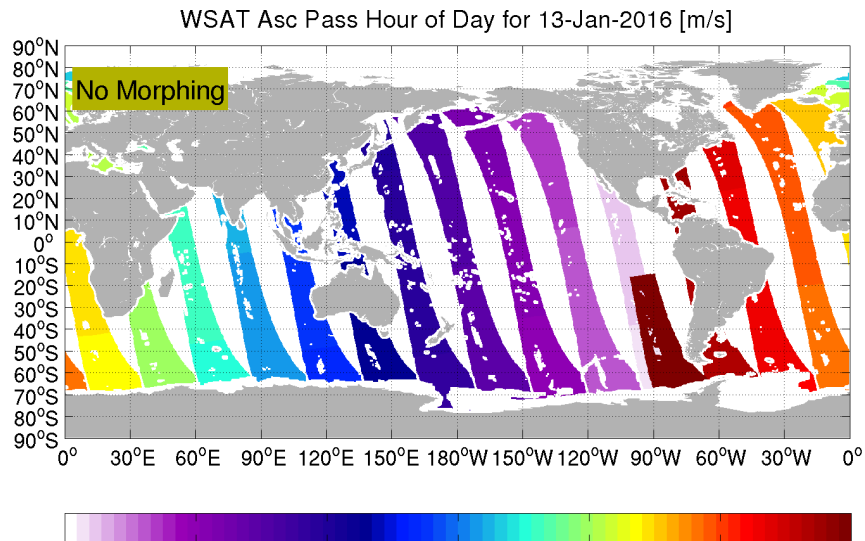 WSAT Asc Pass Hour of Day for 13-Jan-2016 [m/s]
90°N
80°N
70°N
60°N
50°N
40°N
30°N
20°N
10°N
0°
10°S
20°S
30°S
40°S
50°S
60°S
70°S
80°S
90°S
No Morphing
0° 30°E 60°E 90°E 120°E 150°E 180°W 150°W 120°W 90°W 60°W 30°W 0°